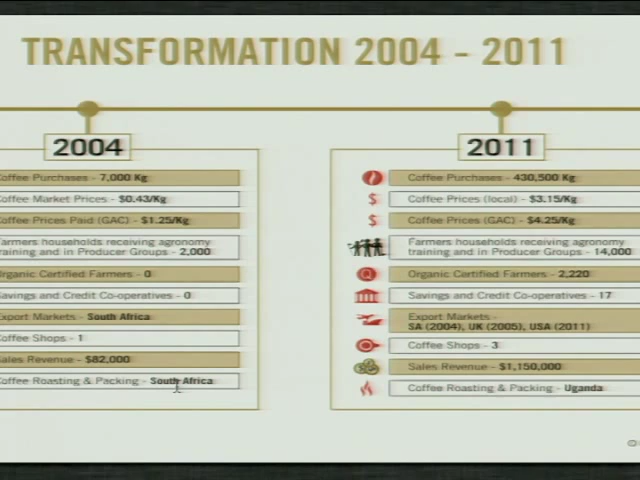 TRANSFORMATION 2004 - 2011
2004
Coffee Purchases - 7,000 Kg
Coffee Market Prices - $0.43/Kg
Coffee Prices Paid (GAC) - $1.25/Kg
Farmers households receiving agronomy
training and in Producer Groups - 2,000
Organic Certified Farmers - 0
Savings and Credit Co-operatives - 0
Export Markets - South Africa
Coffee Shops - 1
Sales Revenue - $82,000
Coffee Roasting & Packing - South Africa
2011
Coffee Purchases - 430,500 Kg
Coffee Prices (local) - $3.15/Kg
Coffee Prices (GAC) - $4.25/Kg
Farmers households receiving agronomy
training and in Producer Groups - 14,000
Organic Certified Farmers - 2,220
Savings and Credit Co-operatives - 17
Export Markets -
SA (2004), UK (2005), USA (2011)
Coffee Shops - 3
Sales Revenue - $1,150,000
Coffee Roasting & Packing - Uganda
©